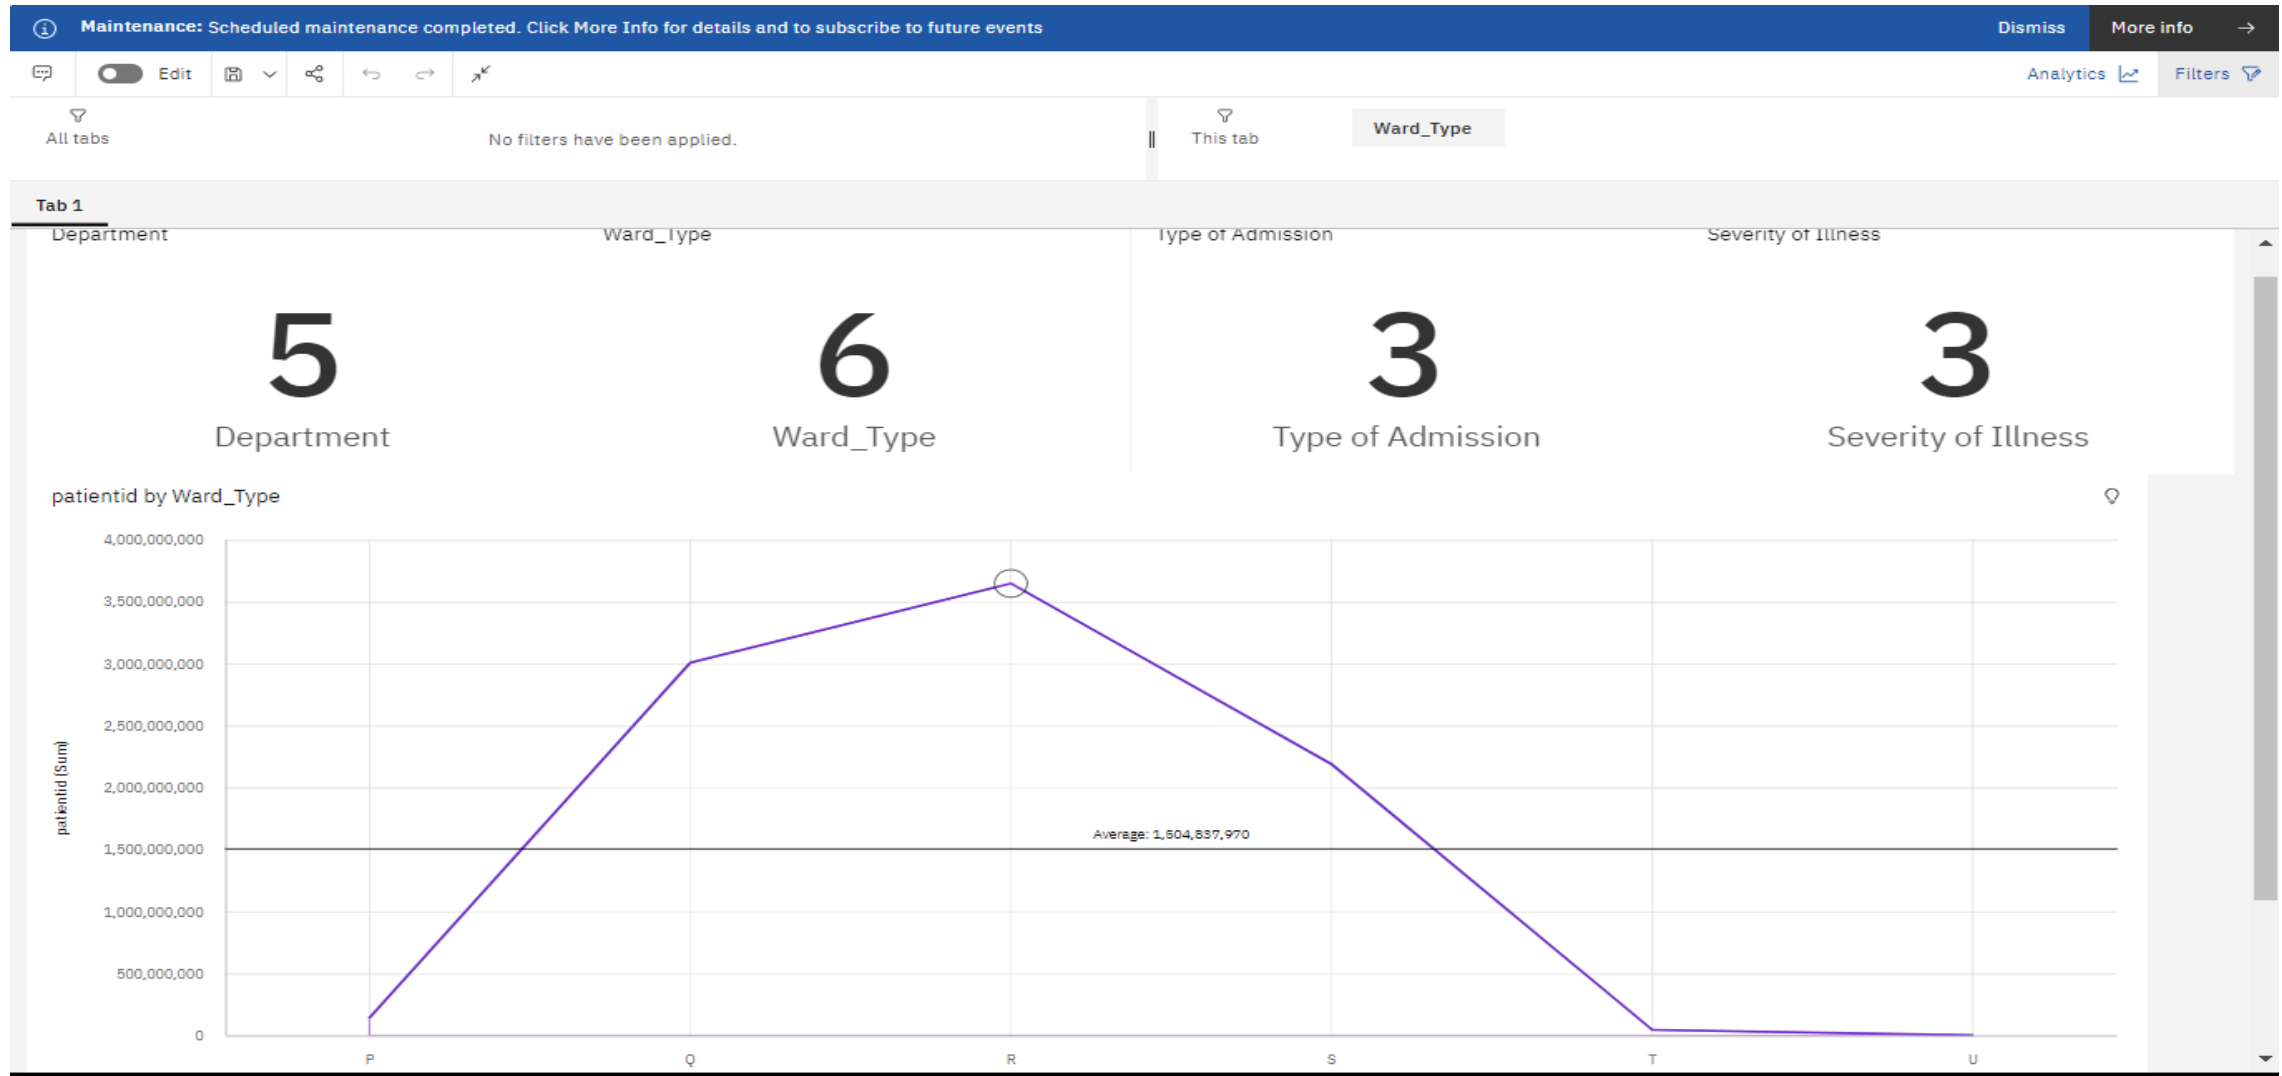 Maintenance: Scheduled maintenance completed. Click More Info for details and to subscribe to future events
Dismiss
More info
Edit
Analytics
Filters
All tabs
No filters have been applied.
This tab
Ward_Type
Tab 1
Department
Ward_Type
Type of Admission
Severity of Illness
5
6
3
3
Department
Ward_Type
Type of Admission
Severity of Illness
patientid by Ward_Type
4,000,000,000
3,500,000,000
3,000,000,000
2,500,000,000
2,000,000,000
1,500,000,000
1,000,000,000
500,000,000
0
patientid (Sum)
Average: 1,504,837,970
P
Q
R
S
T
U